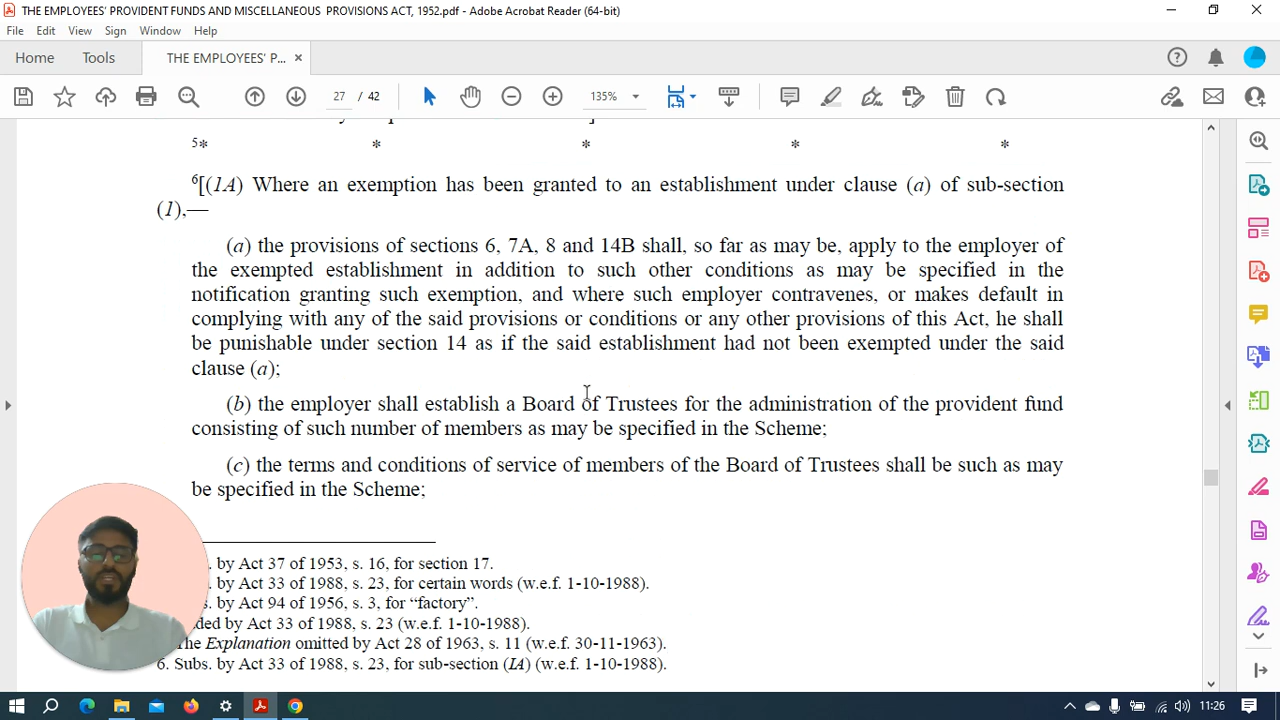 THE EMPLOYEES' PROVIDENT FUNDS AND MISCELLANEOUS PROVISIONS ACT, 1952.pdf - Adobe Acrobat Reader (64-bit)
File Edit View Sign Window Help
Home Tools THE EMPLOYEES' P... ×
27 / 42 135%
5* * * * *
6[(1A) Where an exemption has been granted to an establishment under clause (a) of sub-section
(1),—
(a) the provisions of sections 6, 7A, 8 and 14B shall, so far as may be, apply to the employer of
the exempted establishment in addition to such other conditions as may be specified in the
notification granting such exemption, and where such employer contravenes, or makes default in
complying with any of the said provisions or conditions or any other provisions of this Act, he shall
be punishable under section 14 as if the said establishment had not been exempted under the said
clause (a);
(b) the employer shall establish a Board of Trustees for the administration of the provident fund
consisting of such number of members as may be specified in the Scheme;
(c) the terms and conditions of service of members of the Board of Trustees shall be such as may
be specified in the Scheme;
by Act 37 of 1953, s. 16, for section 17.
by Act 33 of 1988, s. 23, for certain words (w.e.f. 1-10-1988).
by Act 94 of 1956, s. 3, for “factory”.
by Act 33 of 1988, s. 23 (w.e.f. 1-10-1988).
The Explanation omitted by Act 28 of 1963, s. 11 (w.e.f. 30-11-1963).
6. Subs. by Act 33 of 1988, s. 23, for sub-section (1A) (w.e.f. 1-10-1988).
11:26